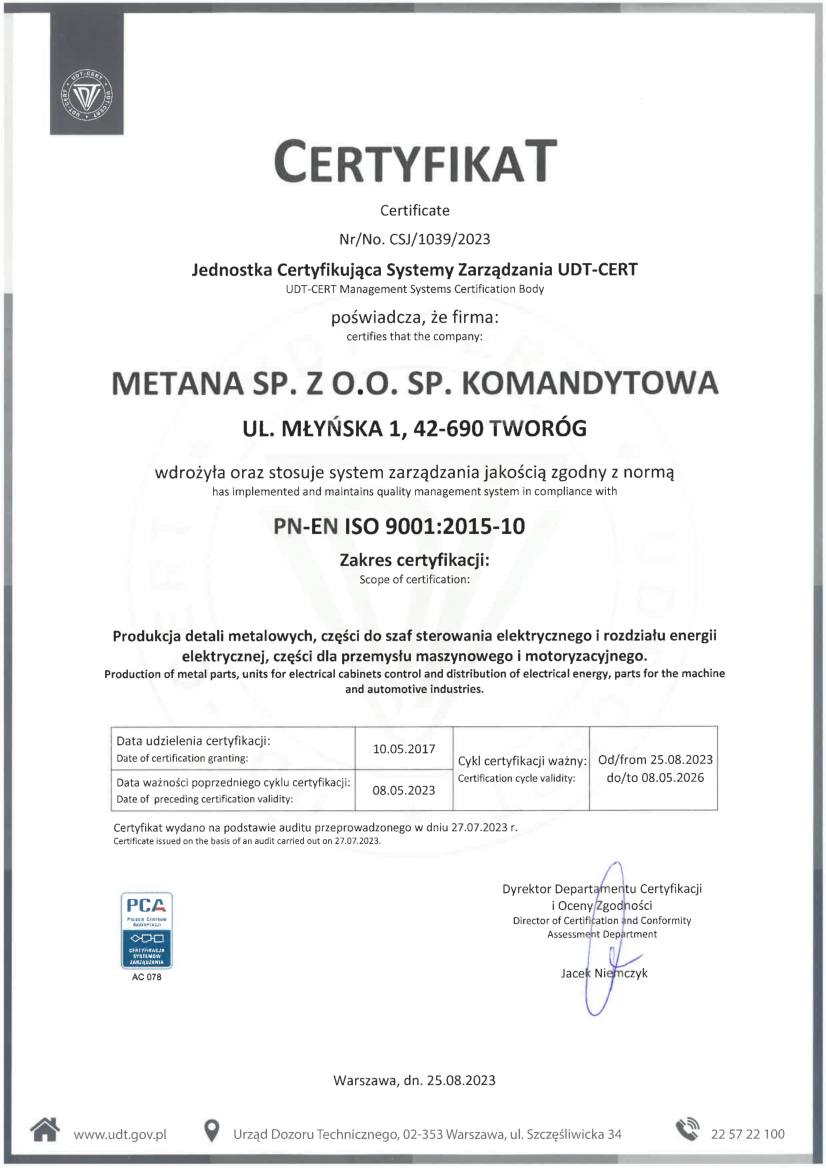 UDT-CERT • UDT-CERT • UDT-CERT
CERTYFIKAT
Certificate
Nr/No. CSJ/1039/2023
Jednostka Certyfikująca Systemy Zarządzania UDT-CERT
UDT-CERT Management Systems Certification Body
poświadcza, że firma:
certifies that the company:
METANA SP. Z O.O. SP. KOMANDYTOWA
UL. MŁYŃSKA 1, 42-690 TWORÓG
wdrożyła oraz stosuje system zarządzania jakością zgodny z normą
has implemented and maintains quality management system in compliance with
PN-EN ISO 9001:2015-10
Zakres certyfikacji:
Scope of certification:
Produkcja detali metalowych, części do szaf sterowania elektrycznego i rozdziału energii
elektrycznej, części dla przemysłu maszynowego i motoryzacyjnego.
Production of metal parts, units for electrical cabinets control and distribution of electrical energy, parts for the machine
and automotive industries.
Data udzielenia certyfikacji:
Date of certification granting:
10.05.2017
Data ważności poprzedniego cyklu certyfikacji:
Date of preceding certification validity:
08.05.2023
Cykl certyfikacji ważny:
Certification cycle validity:
Od/from 25.08.2023
do/to 08.05.2026
Certyfikat wydano na podstawie auditu przeprowadzonego w dniu 27.07.2023 r.
Certificate issued on the basis of an audit carried out on 27.07.2023.
PCA
POLSKIE CENTRUM
AKREDYTACJI
CERTYFIKACJA
SYSTEMÓW
ZARZĄDZANIA
AC 078
Dyrektor Departamentu Certyfikacji
i Oceny Zgodności
Director of Certification and Conformity
Assessment Department
Jacek Niemczyk
Warszawa, dn. 25.08.2023
www.udt.gov.pl
Urząd Dozoru Technicznego, 02-353 Warszawa, ul. Szczęśliwicka 34
22 57 22 100